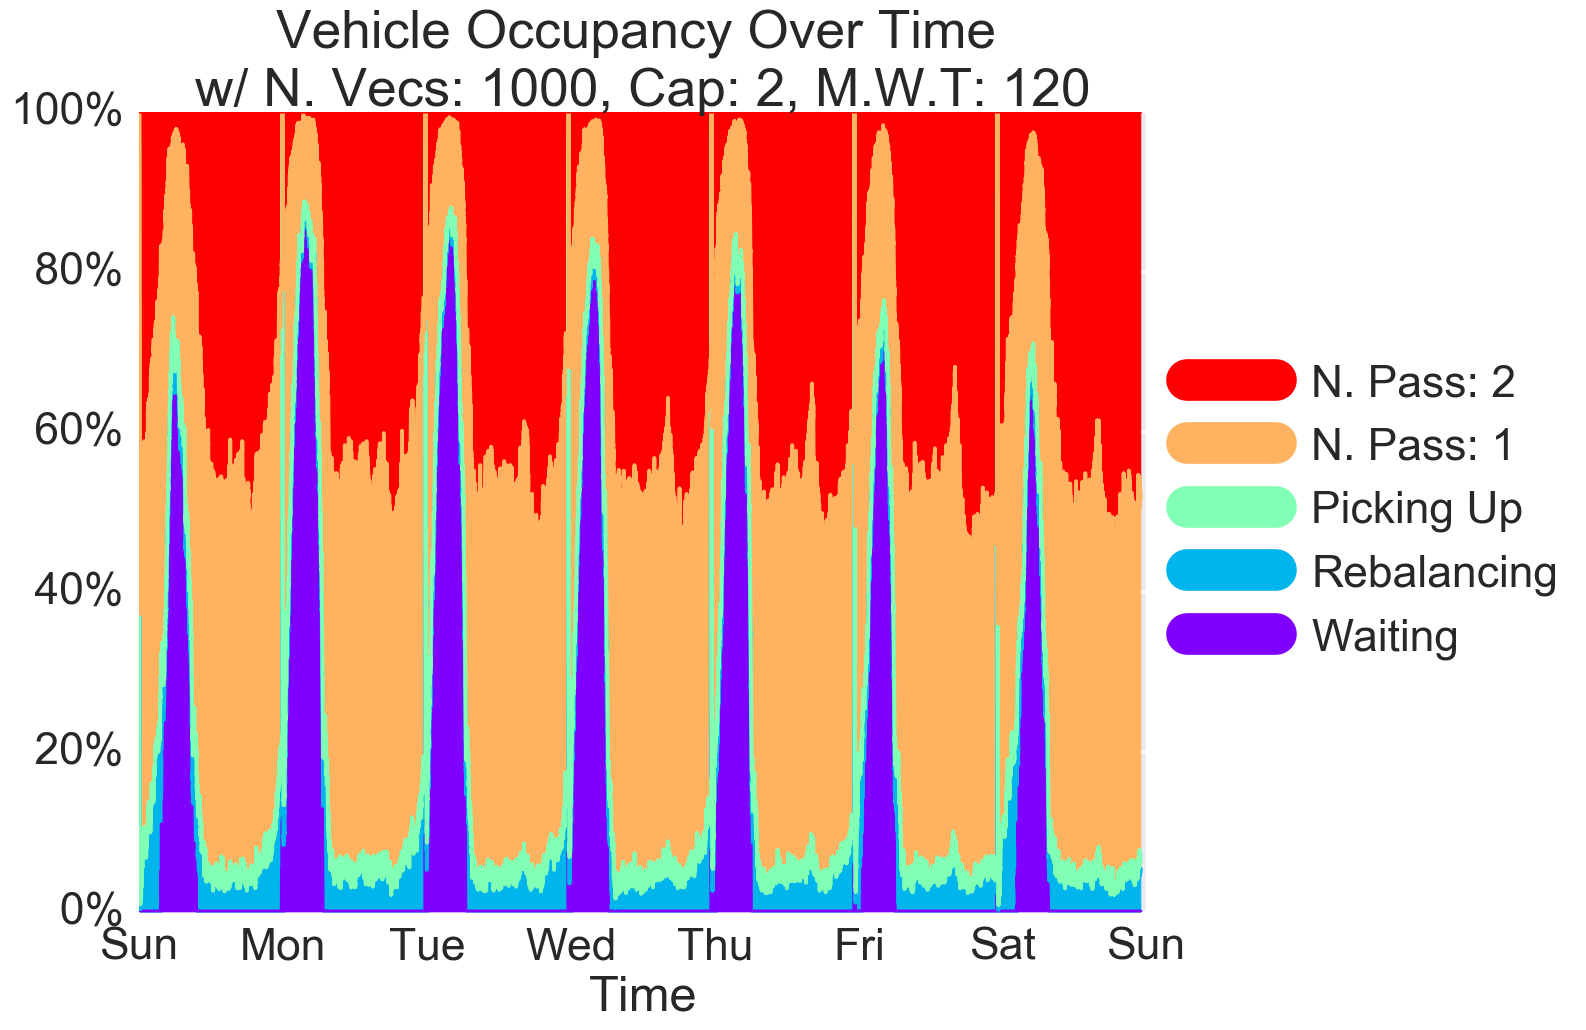 Vehicle Occupancy Over Time
w/ N. Vecs: 1000, Cap: 2, M.W.T: 120
100%
80%
60%
40%
20%
0%
N. Pass: 2
N. Pass: 1
Picking Up
Rebalancing
Waiting
Sun Mon Tue Wed Thu Fri Sat Sun
Time